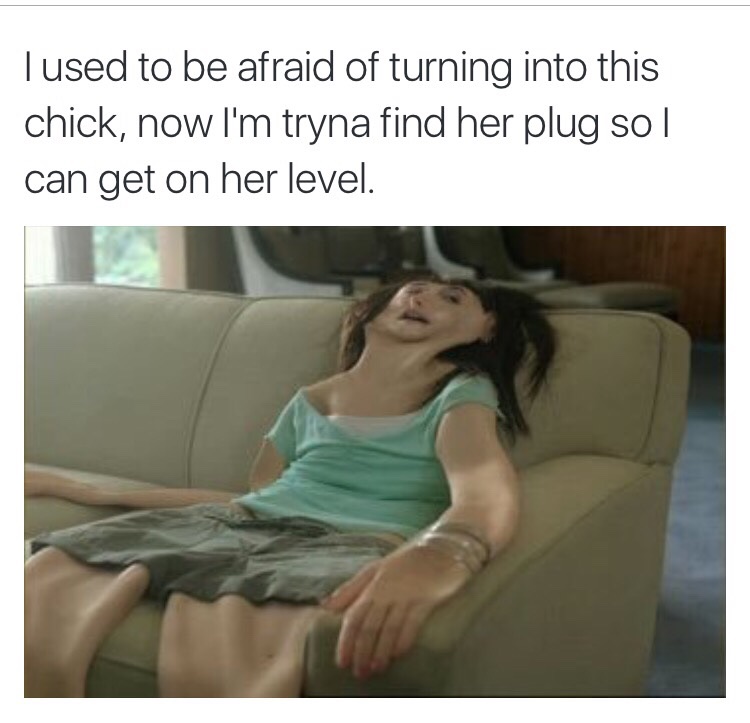 I used to be afraid of turning into this
chick, now I'm tryna find her plug so I
can get on her level.